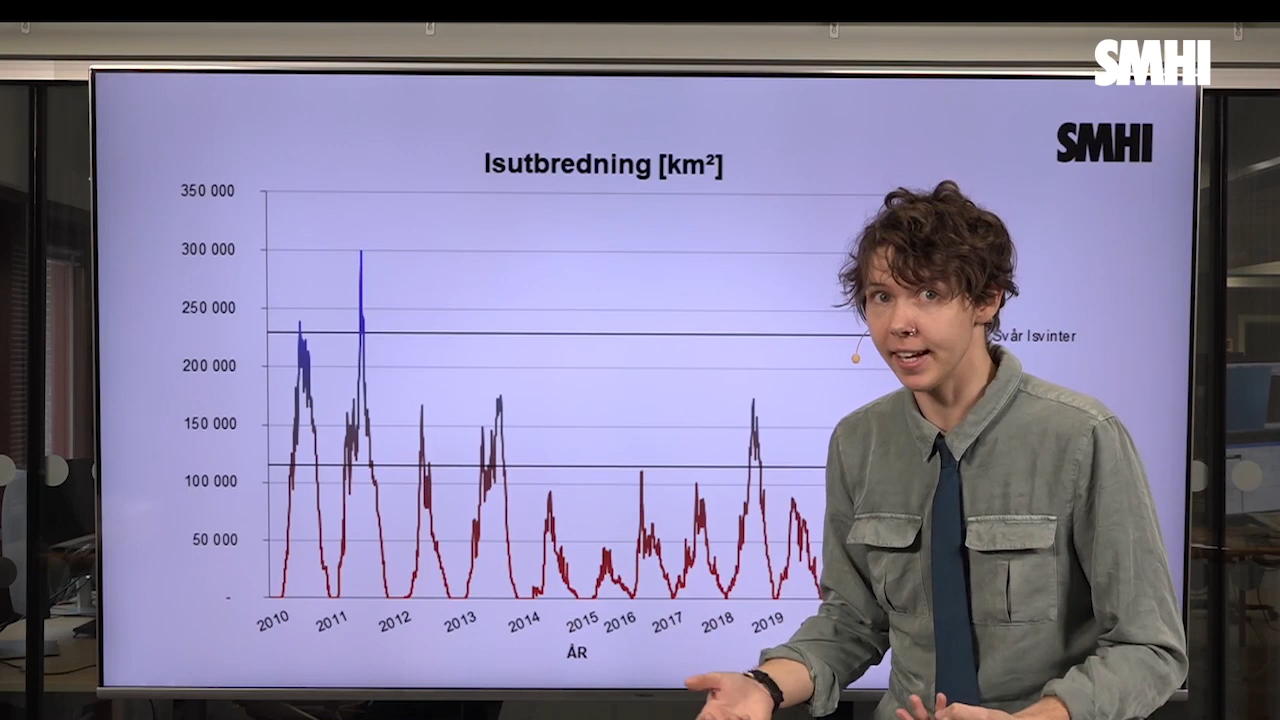 SMHI
SMHI
Isutbredning [km²]
350 000
300 000
250 000
200 000
150 000
100 000
50 000
-
Svår Isvinter
2010 2011 2012 2013 2014 2015 2016 2017 2018 2019
ÅR